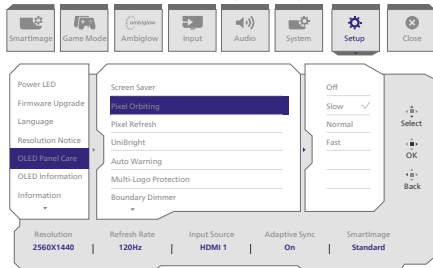 SmartImage
Game Mode
ambiglow
Ambiglow
Input
Audio
System
Setup
Close
Power LED
Firmware Upgrade
Language
Resolution Notice
OLED Panel Care
OLED Information
Information
Screen Saver
Pixel Orbiting
Pixel Refresh
UniBright
Auto Warning
Multi-Logo Protection
Boundary Dimmer
Off
Slow
Normal
Fast
Select
OK
Back
Resolution Refresh Rate Input Source Adaptive Sync SmartImage
2560X1440 | 120Hz | HDMI 1 | On | Standard